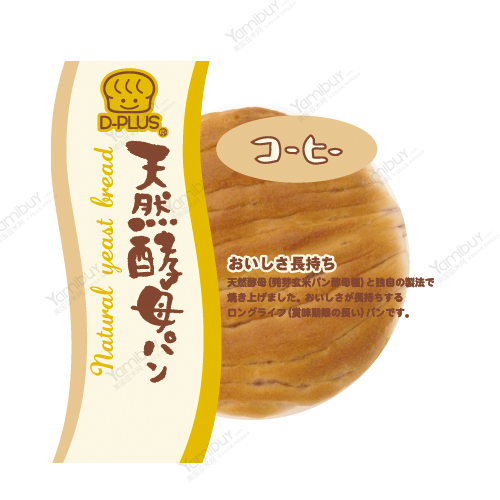 D-PLUS®
天然酵母パン
Natural yeast bread
コーヒー
おいしさ長持ち
天然酵母(発芽玄米パン酵母種)と独自の製法で
焼き上げました。おいしさが長持ちする
ロングライフ(賞味期限の長い)パンです。
Yamibuy.com